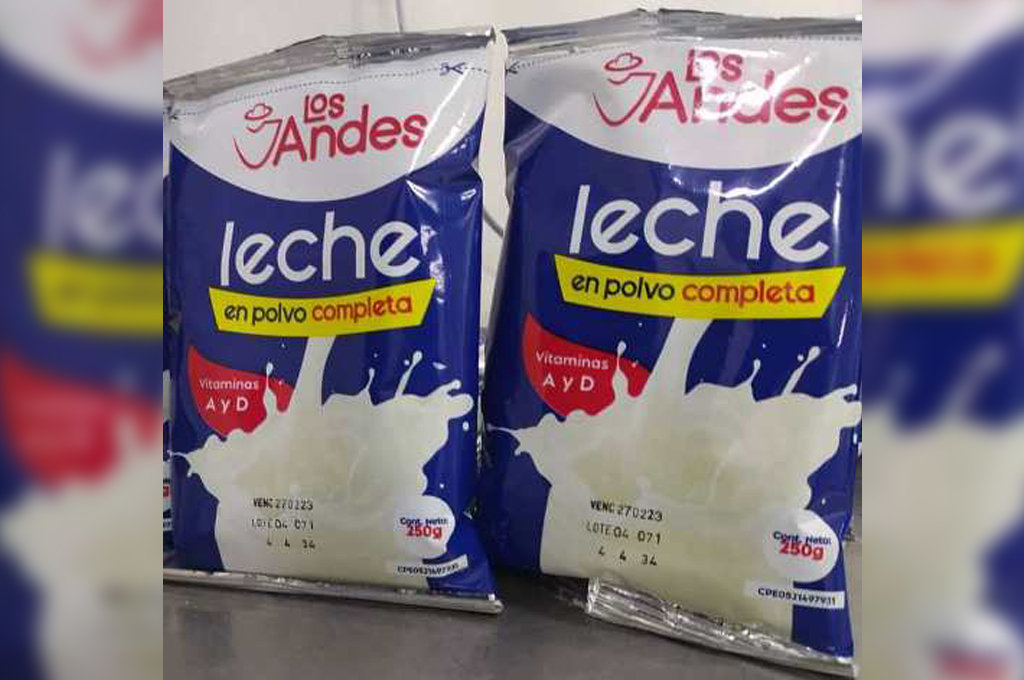 Los
Andes
leche
en polvo completa
Vitaminas
A y D
VENC 270223
LOTE 04 071
4 4 34
Cont. Neto:
250g
Los
Andes
leche
en polvo completa
Vitaminas
A y D
VENC 270223
LOTE 04 071
4 4 34
Cont. Neto:
250g
CPE0521697931